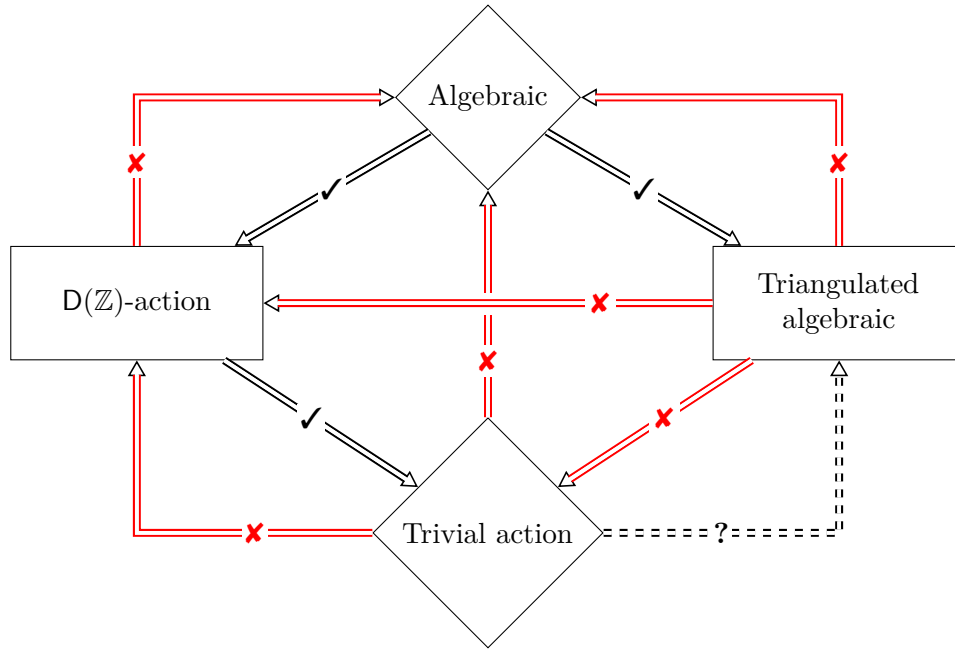 Algebraic
✘
✘
✓
✓
D(ℤ)-action
✘
Triangulated
algebraic
✘
✓
✘
✘
Trivial action
?